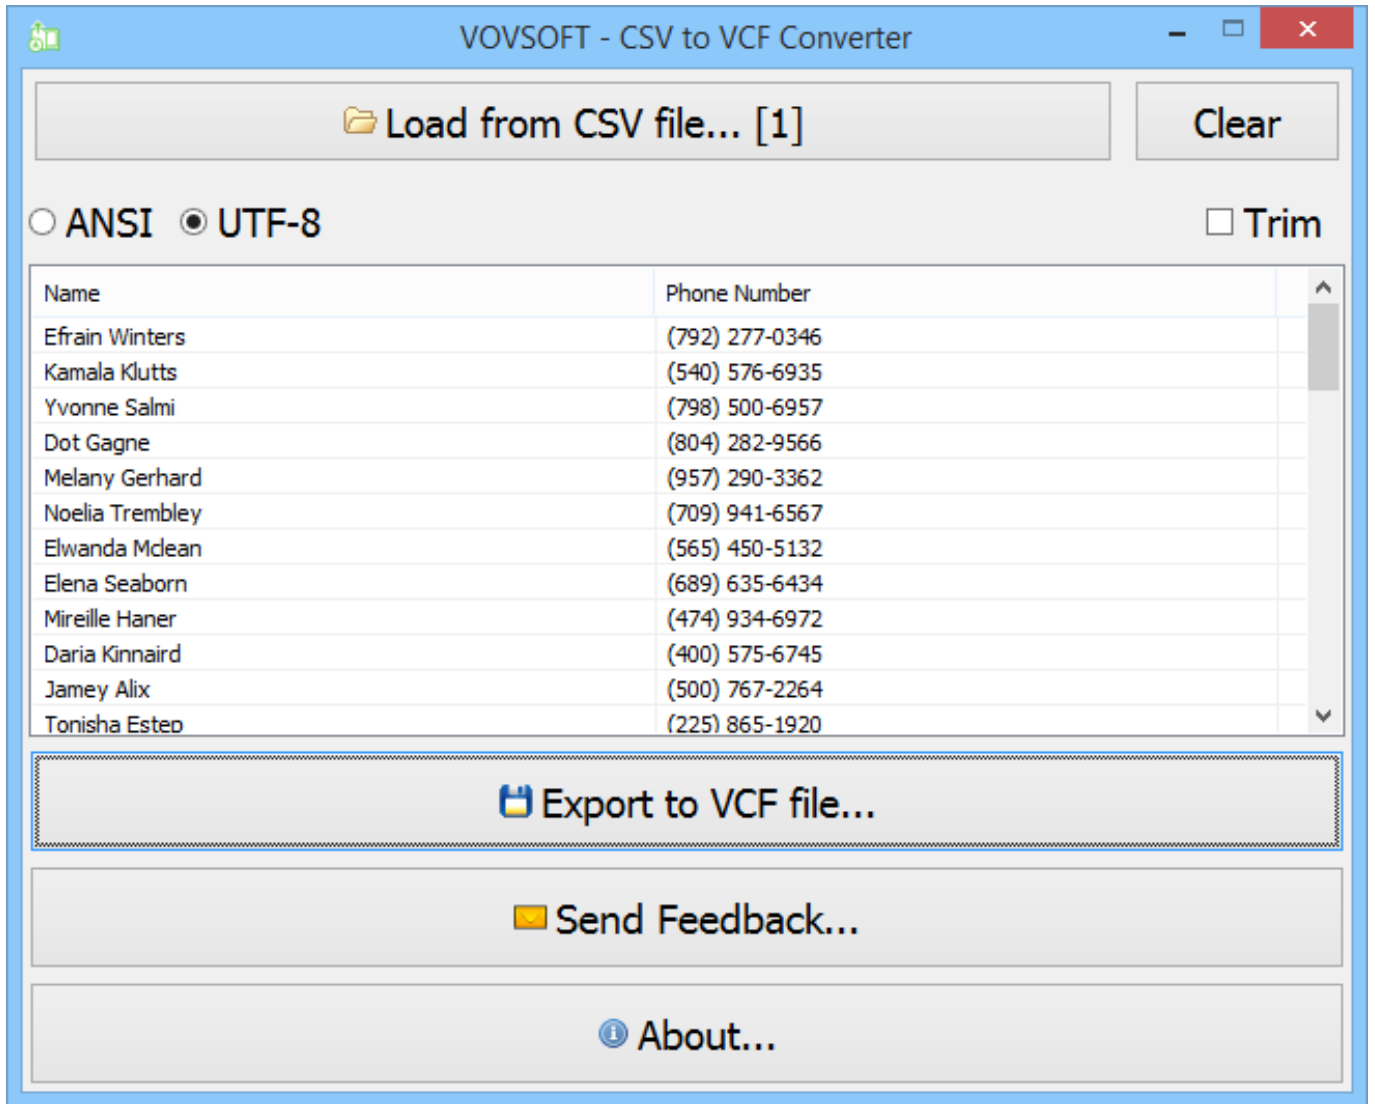 VOVSOFT - CSV to VCF Converter
Load from CSV file... [1] Clear
ANSI UTF-8 Trim
Name Phone Number
Efrain Winters (792) 277-0346
Kamala Klutts (540) 576-6935
Yvonne Salmi (798) 500-6957
Dot Gagne (804) 282-9566
Melany Gerhard (957) 290-3362
Noelia Trembley (709) 941-6567
Elwanda Mclean (565) 450-5132
Elena Seaborn (689) 635-6434
Mireille Haner (474) 934-6972
Daria Kinnaird (400) 575-6745
Jamey Alix (500) 767-2264
Tonisha Estep (225) 865-1920
Export to VCF file...
Send Feedback...
About...